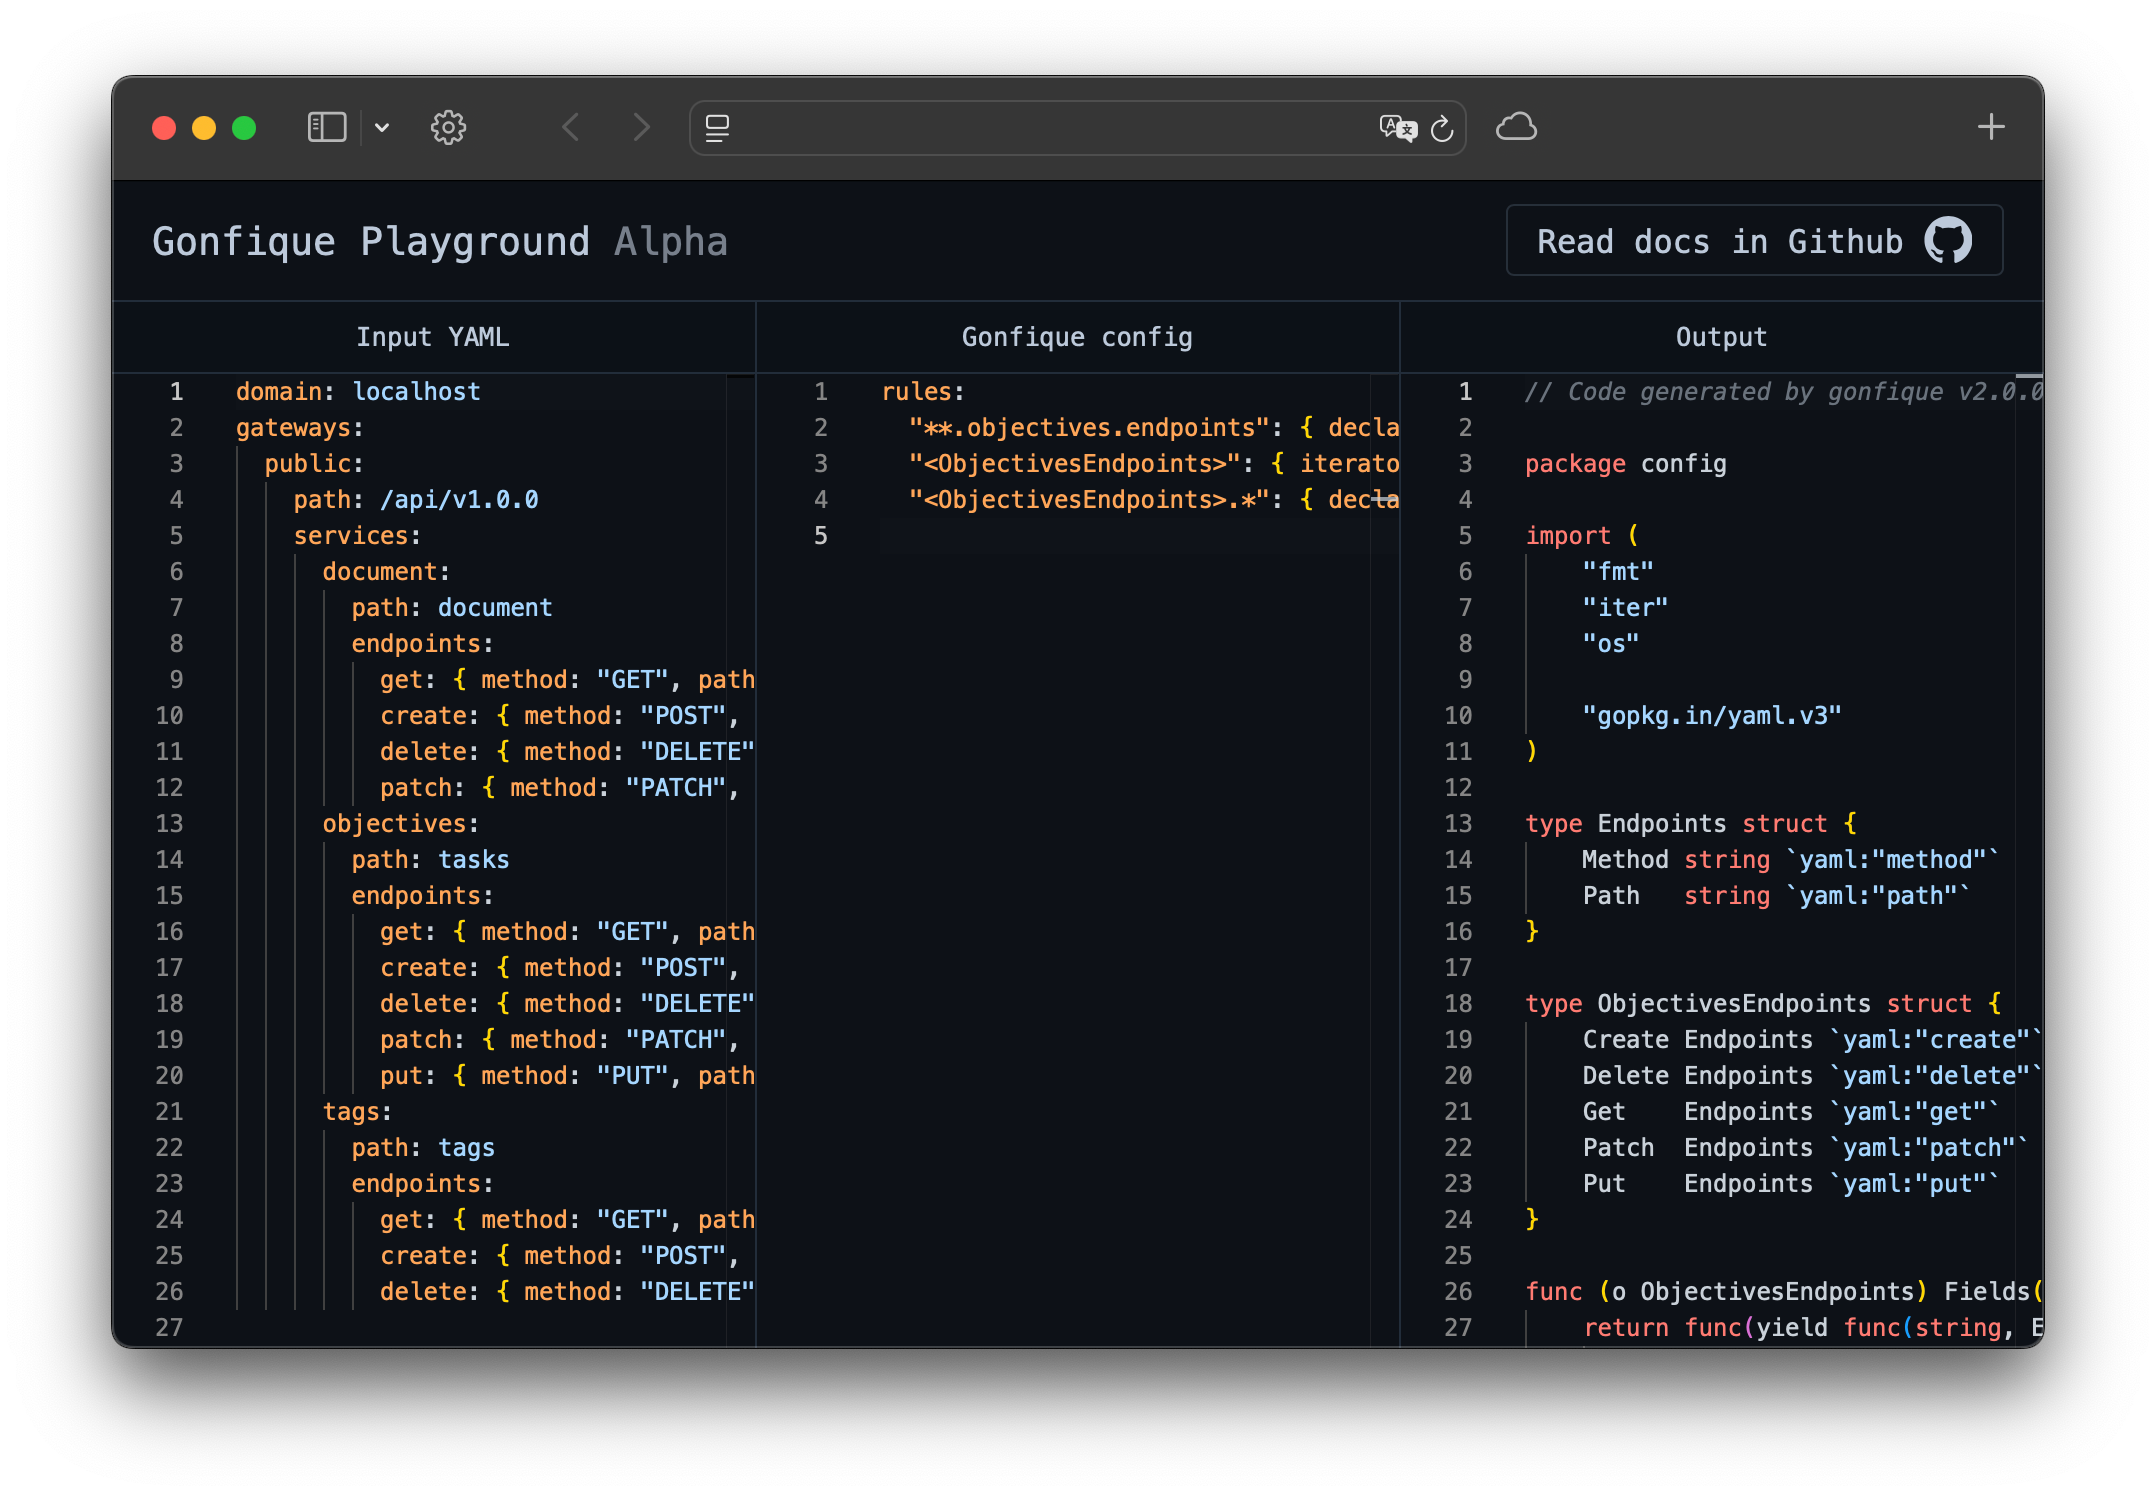 Gonfique Playground Alpha
Read docs in Github
Input YAML
1 domain: localhost
2 gateways:
3 public:
4 path: /api/v1.0.0
5 services:
6 document:
7 path: document
8 endpoints:
9 get: { method: "GET", path
10 create: { method: "POST",
11 delete: { method: "DELETE"
12 patch: { method: "PATCH",
13 objectives:
14 path: tasks
15 endpoints:
16 get: { method: "GET", path
17 create: { method: "POST",
18 delete: { method: "DELETE"
19 patch: { method: "PATCH",
20 put: { method: "PUT", path
21 tags:
22 path: tags
23 endpoints:
24 get: { method: "GET", path
25 create: { method: "POST",
26 delete: { method: "DELETE"
27
Gonfique config
1 rules:
2 "**.objectives.endpoints": { decla
3 "<ObjectivesEndpoints>": { iterato
4 "<ObjectivesEndpoints>.*": { decla
5
Output
1 // Code generated by gonfique v2.0.0
2
3 package config
4
5 import (
6 "fmt"
7 "iter"
8 "os"
9
10 "gopkg.in/yaml.v3"
11 )
12
13 type Endpoints struct {
14 Method string `yaml:"method"`
15 Path string `yaml:"path"`
16 }
17
18 type ObjectivesEndpoints struct {
19 Create Endpoints `yaml:"create"`
20 Delete Endpoints `yaml:"delete"`
21 Get Endpoints `yaml:"get"`
22 Patch Endpoints `yaml:"patch"`
23 Put Endpoints `yaml:"put"`
24 }
25
26 func (o ObjectivesEndpoints) Fields(
27 return func(yield func(string, E